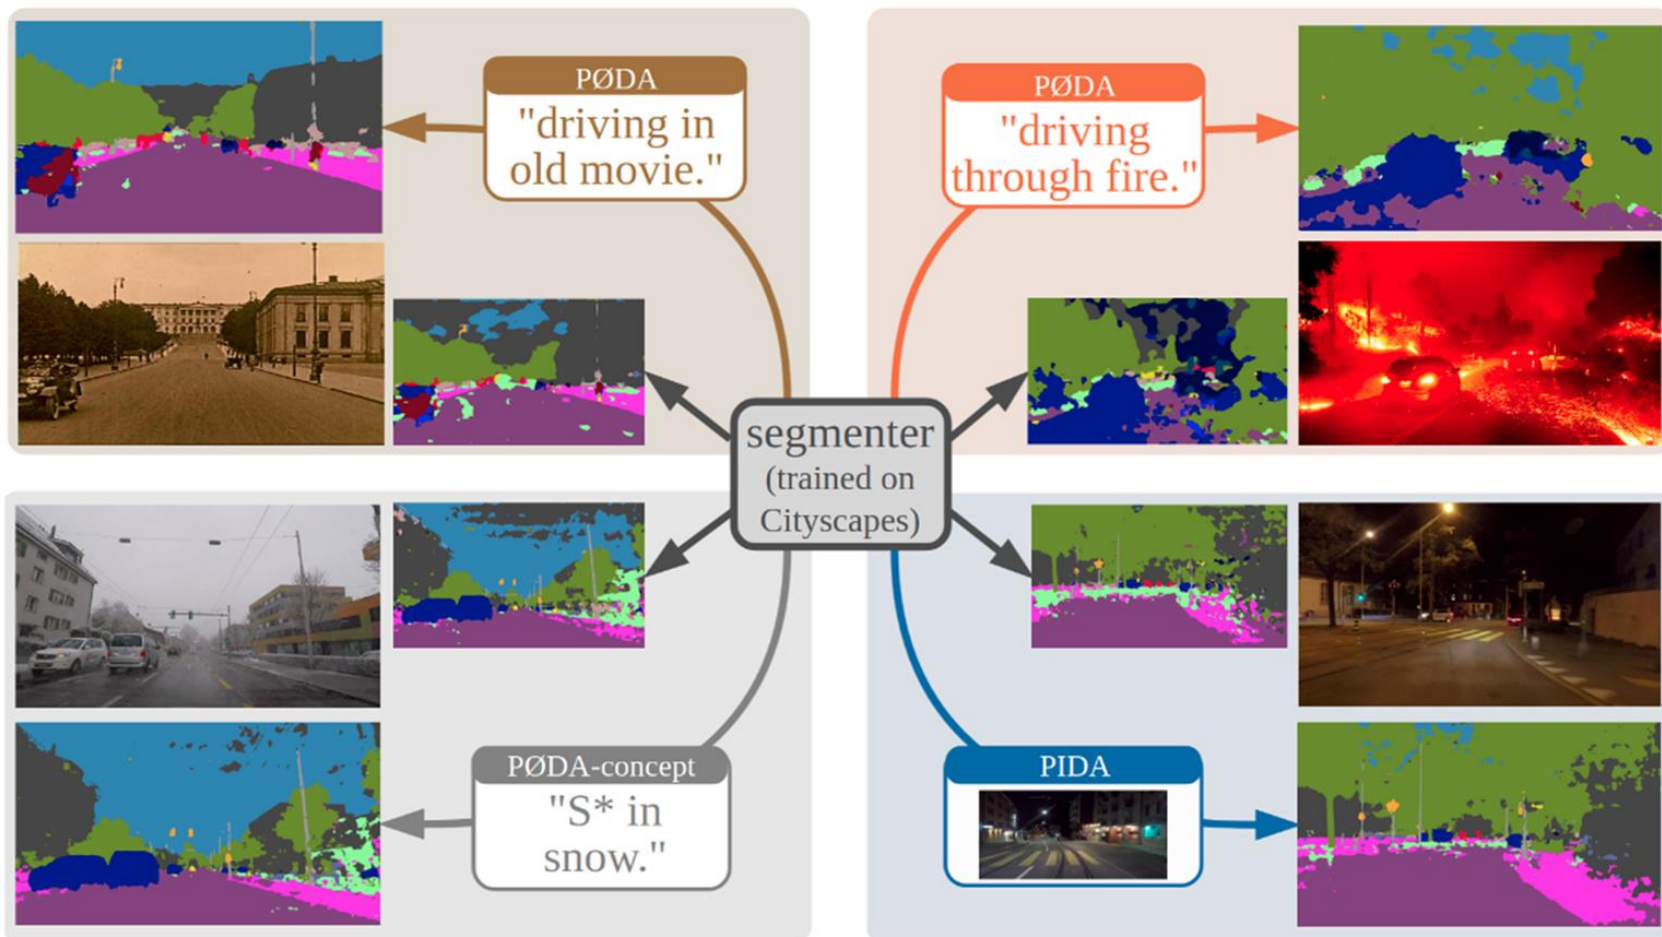 PØDA
"driving in
old movie."
PØDA
"driving
through fire."
segmenter
(trained on
Cityscapes)
PØDA-concept
"S* in
snow."
PIDA